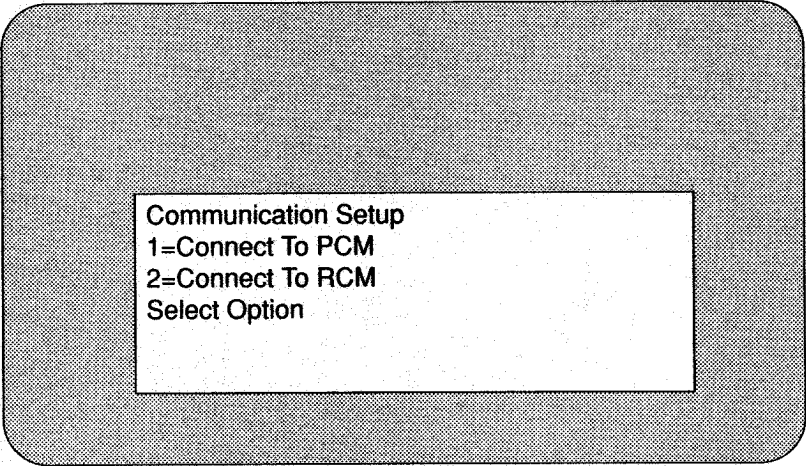 Communication Setup
1=Connect To PCM
2=Connect To RCM
Select Option